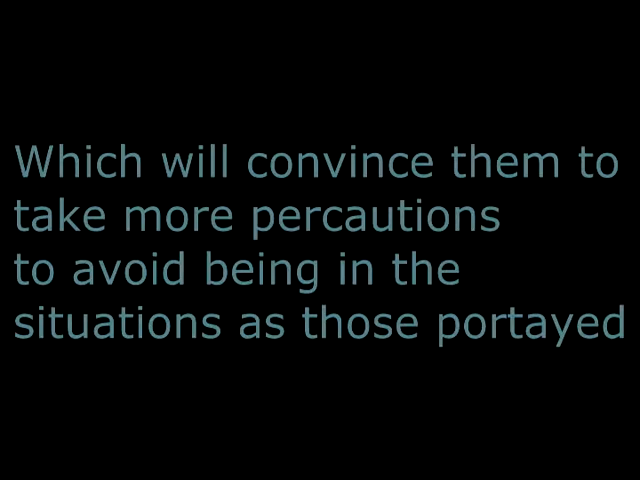 Which will convince them to
take more percautions
to avoid being in the
situations as those portayed